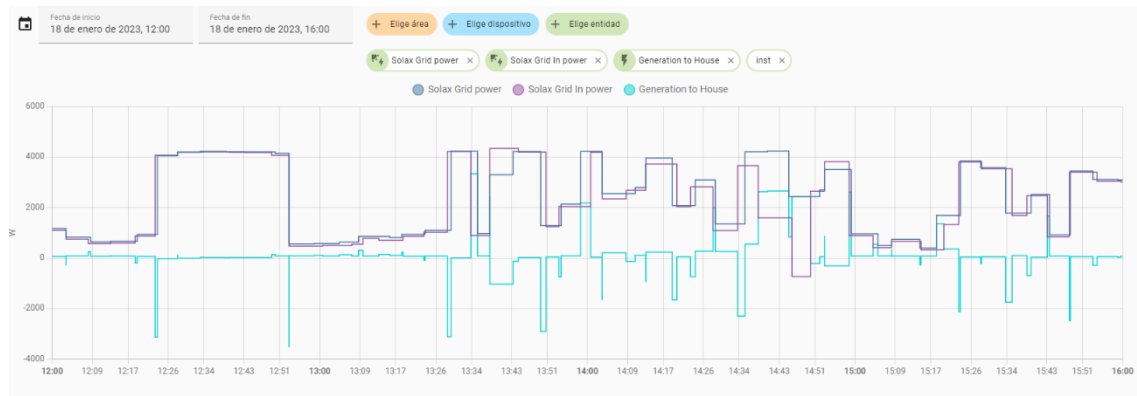 Fecha de inicio
18 de enero de 2023, 12:00
Fecha de fin
18 de enero de 2023, 16:00
+ Elige área
+ Elige dispositivo
+ Elige entidad
Solax Grid power ×
Solax Grid In power ×
Generation to House ×
inst ×
Solax Grid power Solax Grid In power Generation to House
6000
4000
2000
0
-2000
-4000
W
12:00 12:09 12:17 12:26 12:34 12:43 12:51 13:00 13:09 13:17 13:26 13:34 13:43 13:51 14:00 14:09 14:17 14:26 14:34 14:43 14:51 15:00 15:09 15:17 15:26 15:34 15:43 15:51 16:00